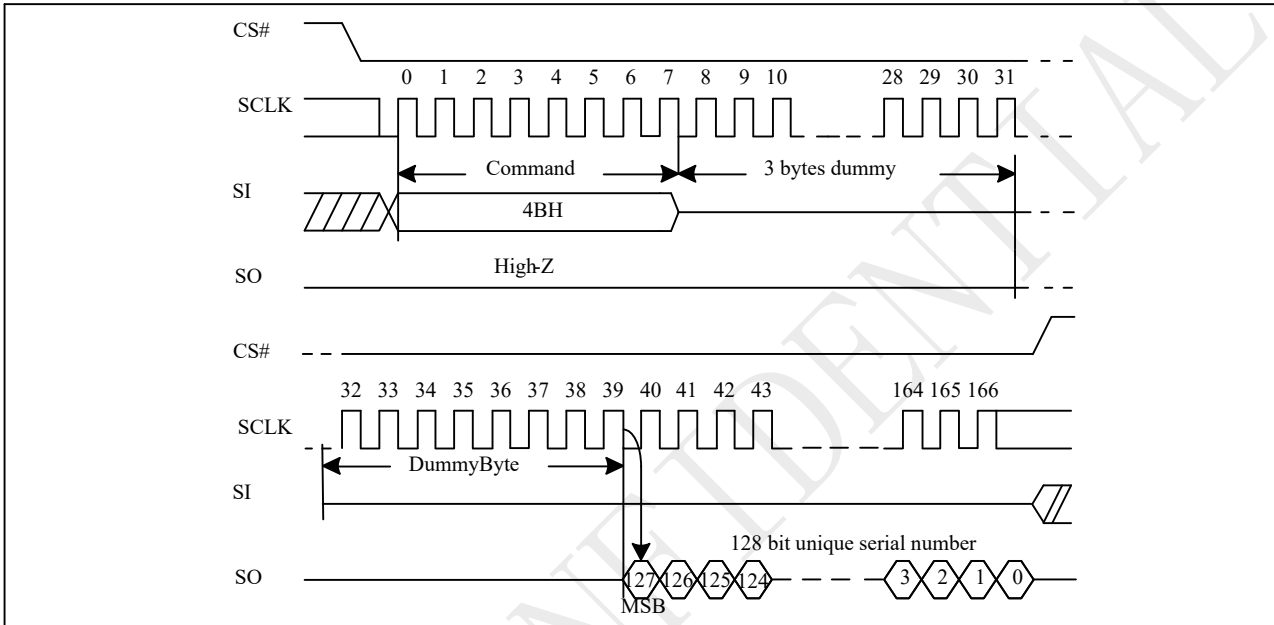 CS#
0 1 2 3 4 5 6 7 8 9 10 28 29 30 31
SCLK
Command 3 bytes dummy
SI
4BH
High-Z
SO
CS#
32 33 34 35 36 37 38 39 40 41 42 43 164 165 166
SCLK
DummyByte
SI
128 bit unique serial number
SO 127 126 125 124 3 2 1 0
MSB
NFIDENTIAL